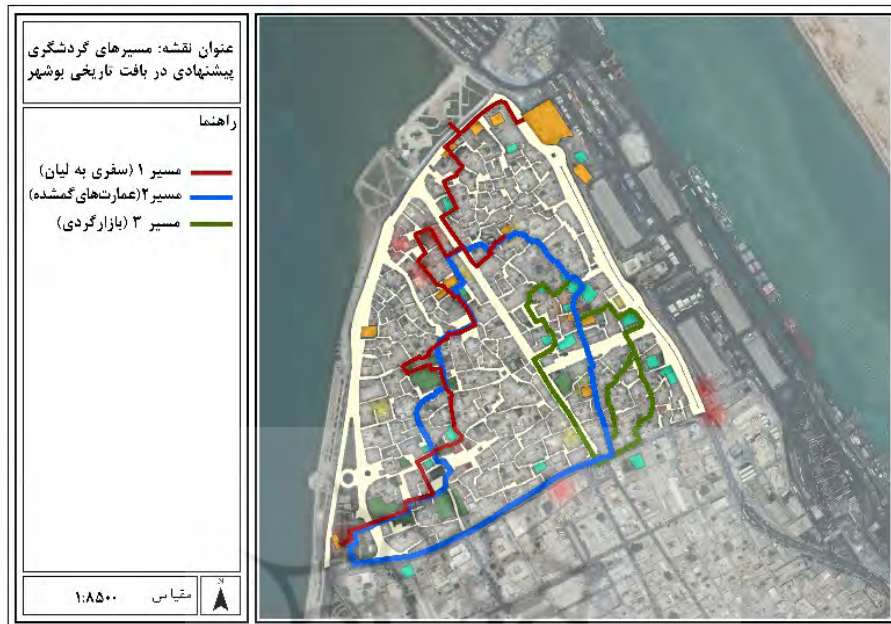 عنوان نقشه: مسیرهای گردشگری
پیشنهادی در بافت تاریخی بوشهر
راهنما
مسیر ۱ (سفری به لیان)
مسیر۲(عمارت‌های‌گمشده)
مسیر ۳ (بازارگردی)
مقیاس ۱:۸۵۰۰
N